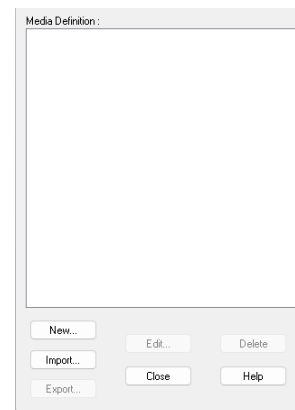 Media Definition :
New...
Edit...
Delete
Import...
Close
Help
Export...